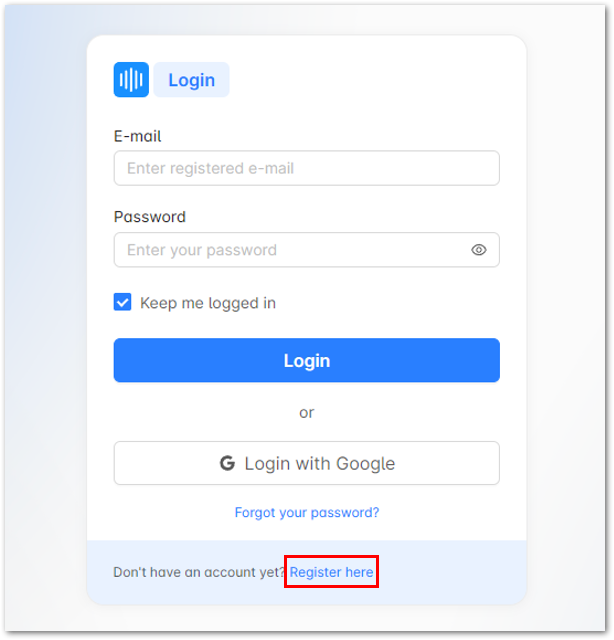 Login
E-mail
Enter registered e-mail
Password
Enter your password
Keep me logged in
Login
or
Login with Google
Forgot your password?
Don't have an account yet? Register here